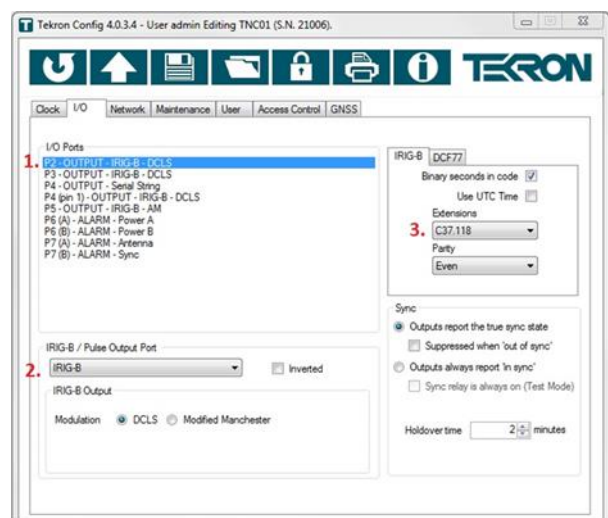 Tekron Config 4.0.3.4 - User admin Editing TNC01 (S.N. 21006).
TEKRON
Clock I/O Network Maintenance User Access Control GNSS
I/O Ports
1.
P2 - OUTPUT - IRIG-B - DCLS
P3 - OUTPUT - IRIG-B - DCLS
P4 - OUTPUT - Serial String
P4 (pin 1) - OUTPUT - IRIG-B - DCLS
P5 - OUTPUT - IRIG-B - AM
P6 (A) - ALARM - Power A
P6 (B) - ALARM - Power B
P7 (A) - ALARM - Antenna
P7 (B) - ALARM - Sync
IRIG-B / Pulse Output Port
2. IRIG-B Inverted
IRIG-B Output
Modulation DCLS Modified Manchester
IRIG-B DCF77
Binary seconds in code
Use UTC Time
Extensions
3. C37.118
Parity
Even
Sync
Outputs report the true sync state
Suppressed when 'out of sync'
Outputs always report 'in sync'
Sync relay is always on (Test Mode)
Holdover time 2 minutes